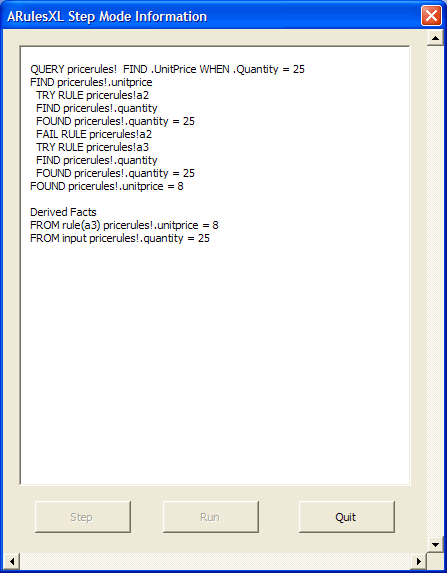 ARulesXL Step Mode Information
QUERY pricerules! FIND .UnitPrice WHEN .Quantity = 25
FIND pricerules!.unitprice
TRY RULE pricerules!a2
FIND pricerules!.quantity
FOUND pricerules!.quantity = 25
FAIL RULE pricerules!a2
TRY RULE pricerules!a3
FIND pricerules!.quantity
FOUND pricerules!.quantity = 25
FOUND pricerules!.unitprice = 8
Derived Facts
FROM rule(a3) pricerules!.unitprice = 8
FROM input pricerules!.quantity = 25
Step Run Quit